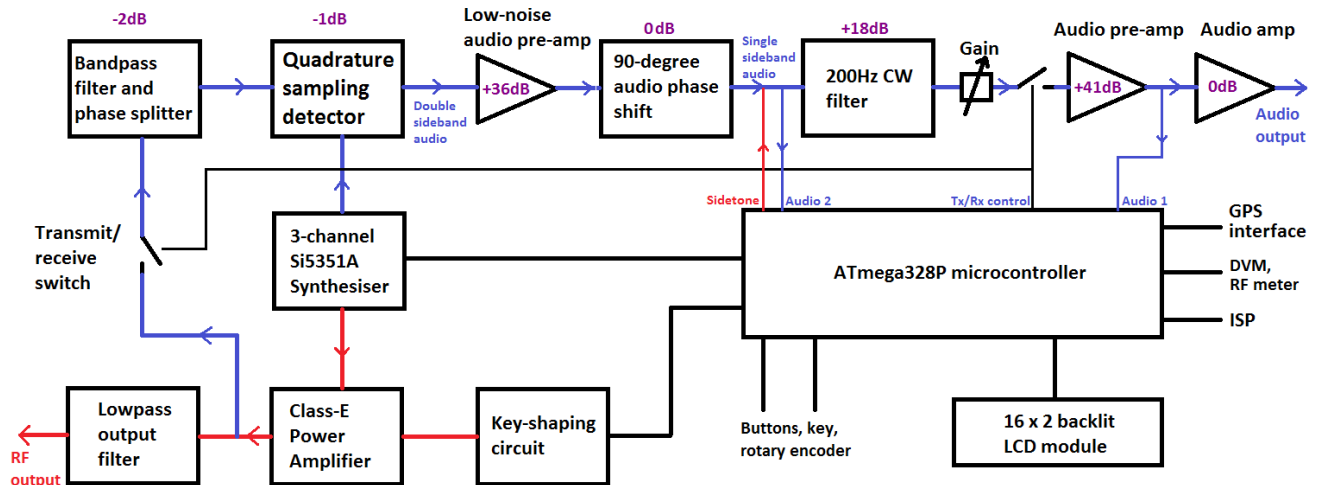 -2dB
-1dB
Low-noise
audio pre-amp
0dB
+18dB
Audio pre-amp
Audio amp
Bandpass
filter and
phase splitter
Quadrature
sampling
detector
Double
sideband
audio
+36dB
90-degree
audio phase
shift
Single
sideband
audio
200Hz CW
filter
Gain
+41dB
0dB
Audio
output
Sidetone
Audio 2
Tx/Rx control
Audio 1
Transmit/
receive
switch
3-channel
Si5351A
Synthesiser
ATmega328P microcontroller
GPS
interface
DVM,
RF meter
ISP
RF
output
Lowpass
output
filter
Class-E
Power
Amplifier
Key-shaping
circuit
Buttons, key,
rotary encoder
16 x 2 backlit
LCD module